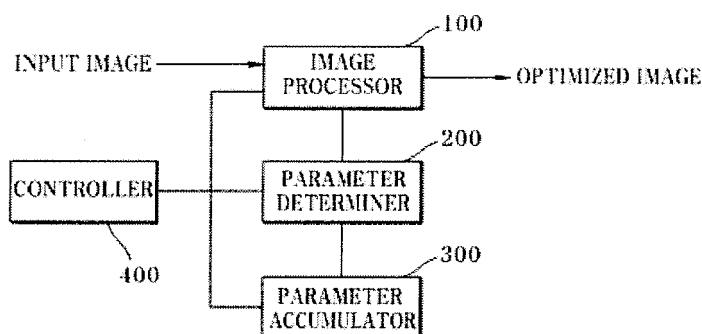 100
INPUT IMAGE
IMAGE
PROCESSOR
OPTIMIZED IMAGE
200
CONTROLLER
PARAMETER
DETERMINER
400
300
PARAMETER
ACCUMULATOR